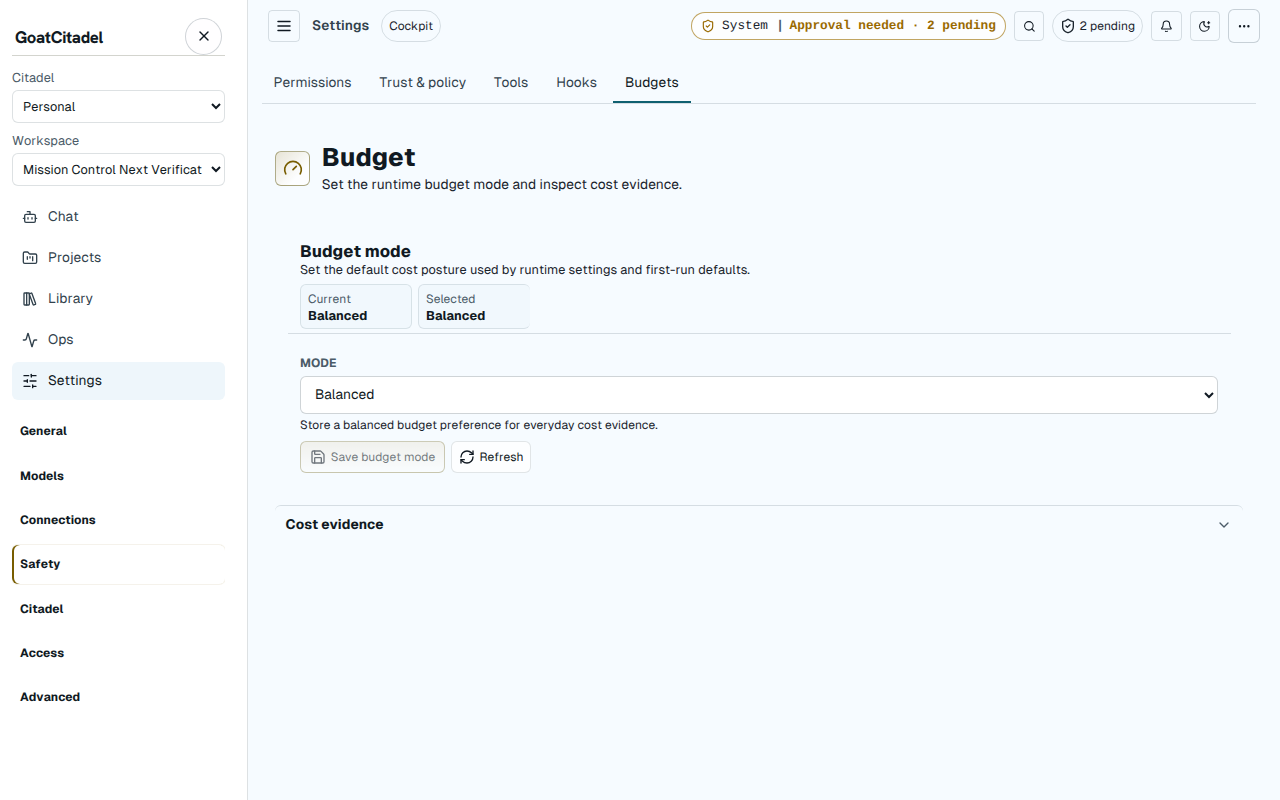 GoatCitadel
Citadel
Personal
Workspace
Mission Control Next Verificat
Chat
Projects
Library
Ops
Settings
General
Models
Connections
Safety
Citadel
Access
Advanced
Settings
Cockpit
System | Approval needed · 2 pending
2 pending
Permissions
Trust & policy
Tools
Hooks
Budgets
Budget
Set the runtime budget mode and inspect cost evidence.
Budget mode
Set the default cost posture used by runtime settings and first-run defaults.
Current
Balanced
Selected
Balanced
MODE
Balanced
Store a balanced budget preference for everyday cost evidence.
Save budget mode
Refresh
Cost evidence